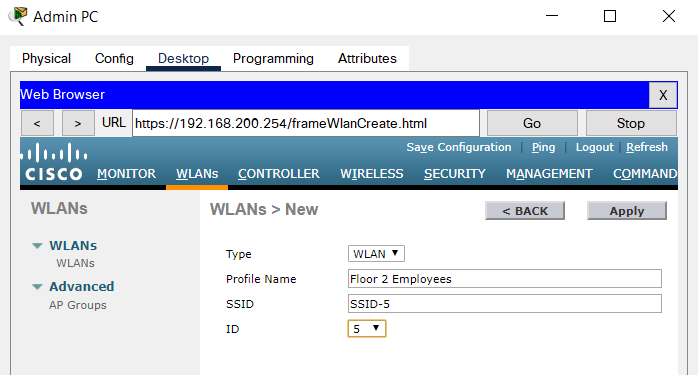 Admin PC
Physical Config Desktop Programming Attributes
Web Browser X
< > URL https://192.168.200.254/frameWlanCreate.html Go Stop
Save Configuration | Ping | Logout | Refresh
CISCO MONITOR WLANs CONTROLLER WIRELESS SECURITY MANAGEMENT COMMAND
WLANs WLANs > New < BACK Apply
WLANs
WLANs
Advanced
AP Groups
Type WLAN
Profile Name Floor 2 Employees
SSID SSID-5
ID 5